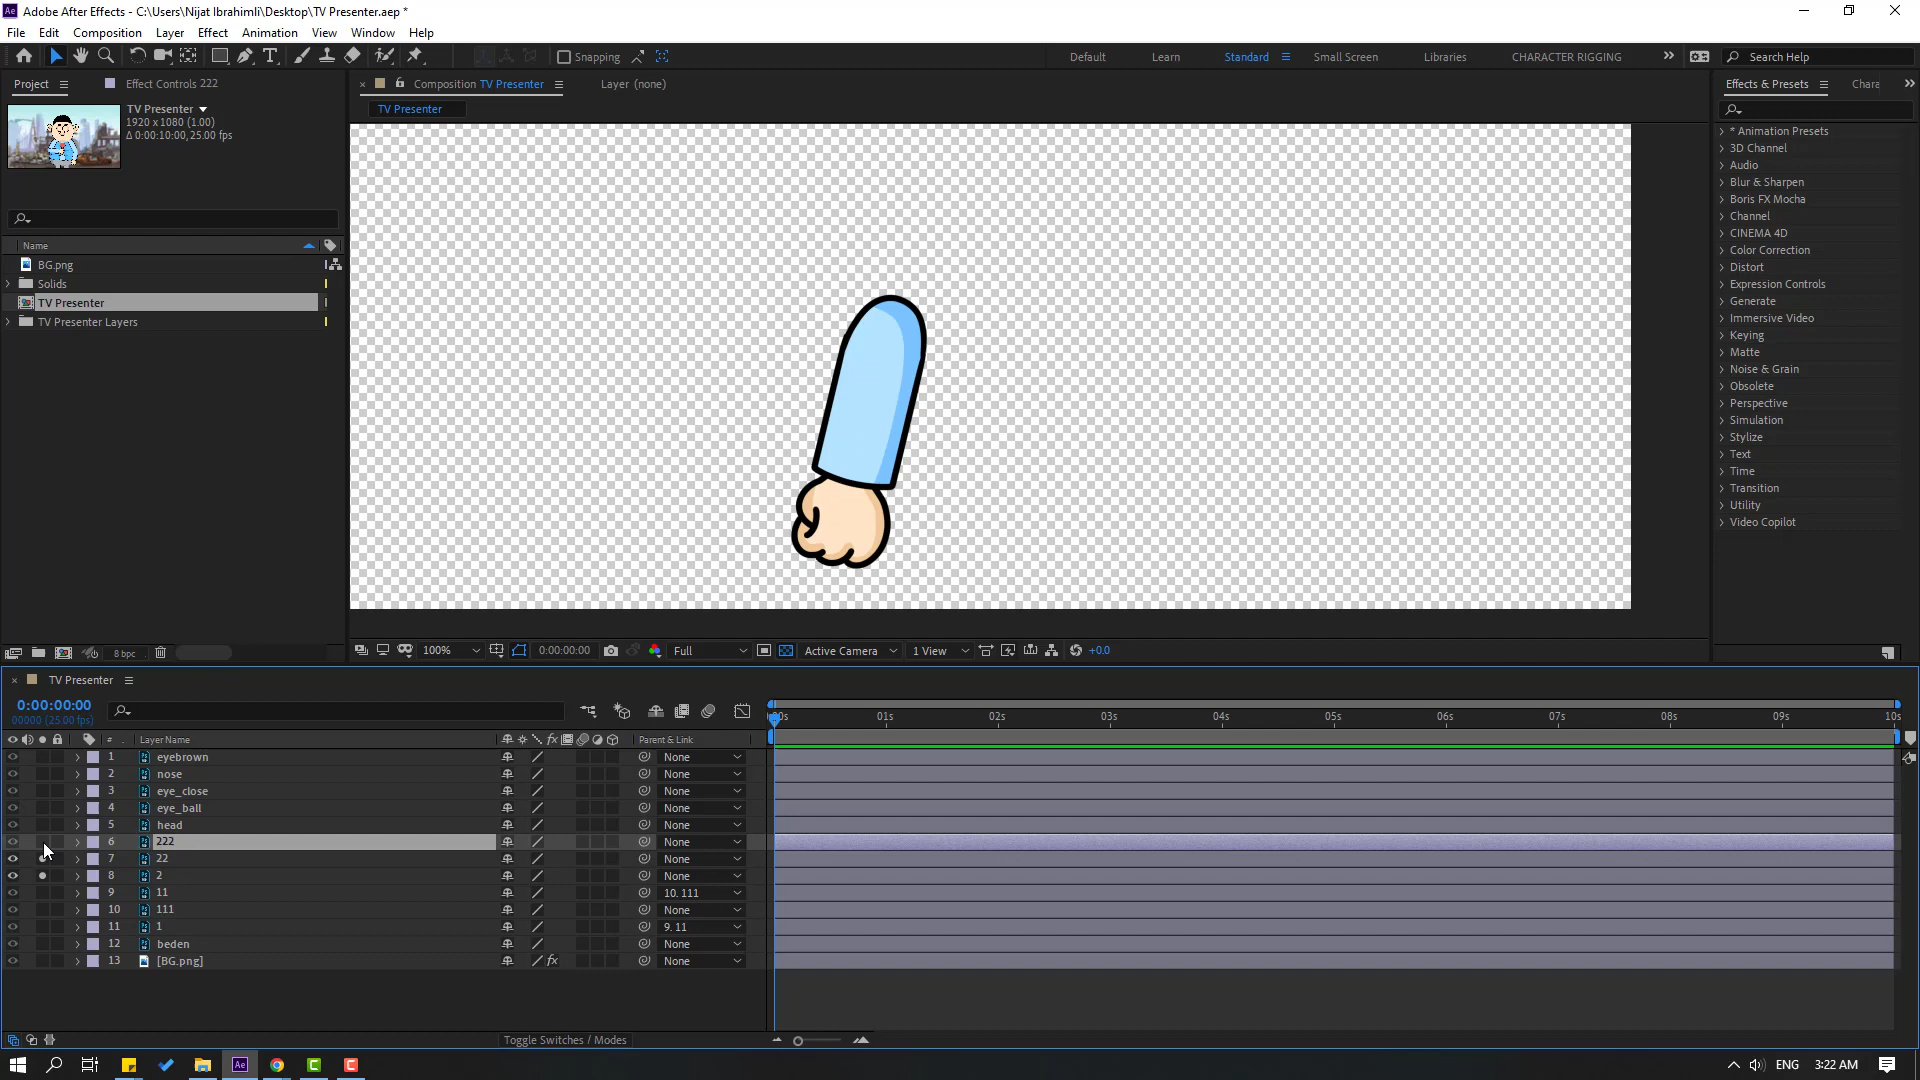 Adobe After Effects - C:\Users\Nijat Ibrahimli\Desktop\TV Presenter.aep *
File Edit Composition Layer Effect Animation View Window Help
Snapping
Default Learn Standard Small Screen Libraries CHARACTER RIGGING Search Help
Project Effect Controls 222
Composition TV Presenter Layer (none)
Effects & Presets Chara
TV Presenter
TV Presenter
1920 x 1080 (1.00)
Δ 0:00:10:00, 25.00 fps
* Animation Presets
3D Channel
Audio
Blur & Sharpen
Boris FX Mocha
Channel
CINEMA 4D
Color Correction
Distort
Expression Controls
Generate
Immersive Video
Keying
Matte
Noise & Grain
Obsolete
Perspective
Simulation
Stylize
Text
Time
Transition
Utility
Video Copilot
Name
BG.png
Solids
TV Presenter
TV Presenter Layers
8 bpc
100% 0:00:00:00 Full Active Camera 1 View +0.0
TV Presenter
0:00:00:00
00000 (25.00 fps)
00s 01s 02s 03s 04s 05s 06s 07s 08s 09s 10s
# Layer Name fx Parent & Link
1 eyebrown None
2 nose None
3 eye_close None
4 eye_ball None
5 head None
6 222 None
7 22 None
8 2 None
9 11 10. 111
10 111 None
11 1 9. 11
12 beden None
13 [BG.png] fx None
Toggle Switches / Modes
Ae
ENG 3:22 AM